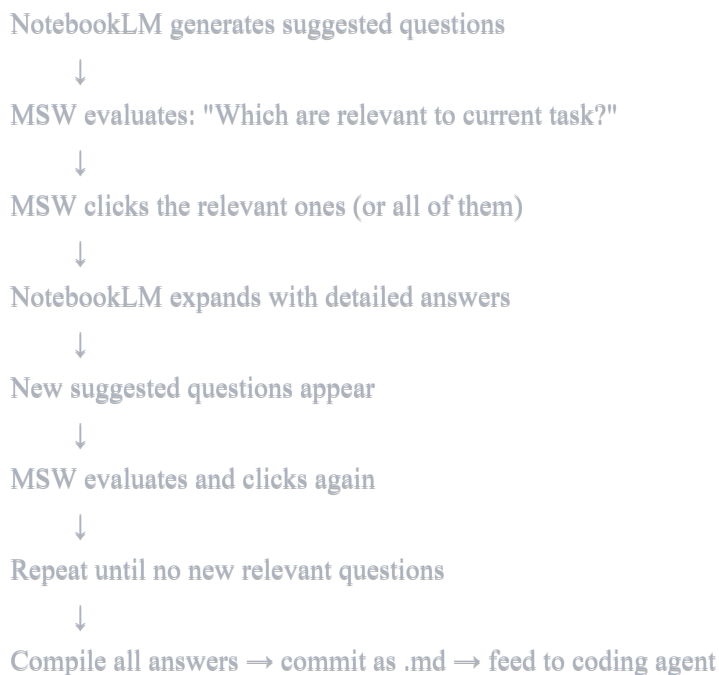 NotebookLM generates suggested questions
↓
MSW evaluates: "Which are relevant to current task?"
↓
MSW clicks the relevant ones (or all of them)
↓
NotebookLM expands with detailed answers
↓
New suggested questions appear
↓
MSW evaluates and clicks again
↓
Repeat until no new relevant questions
↓
Compile all answers → commit as .md → feed to coding agent